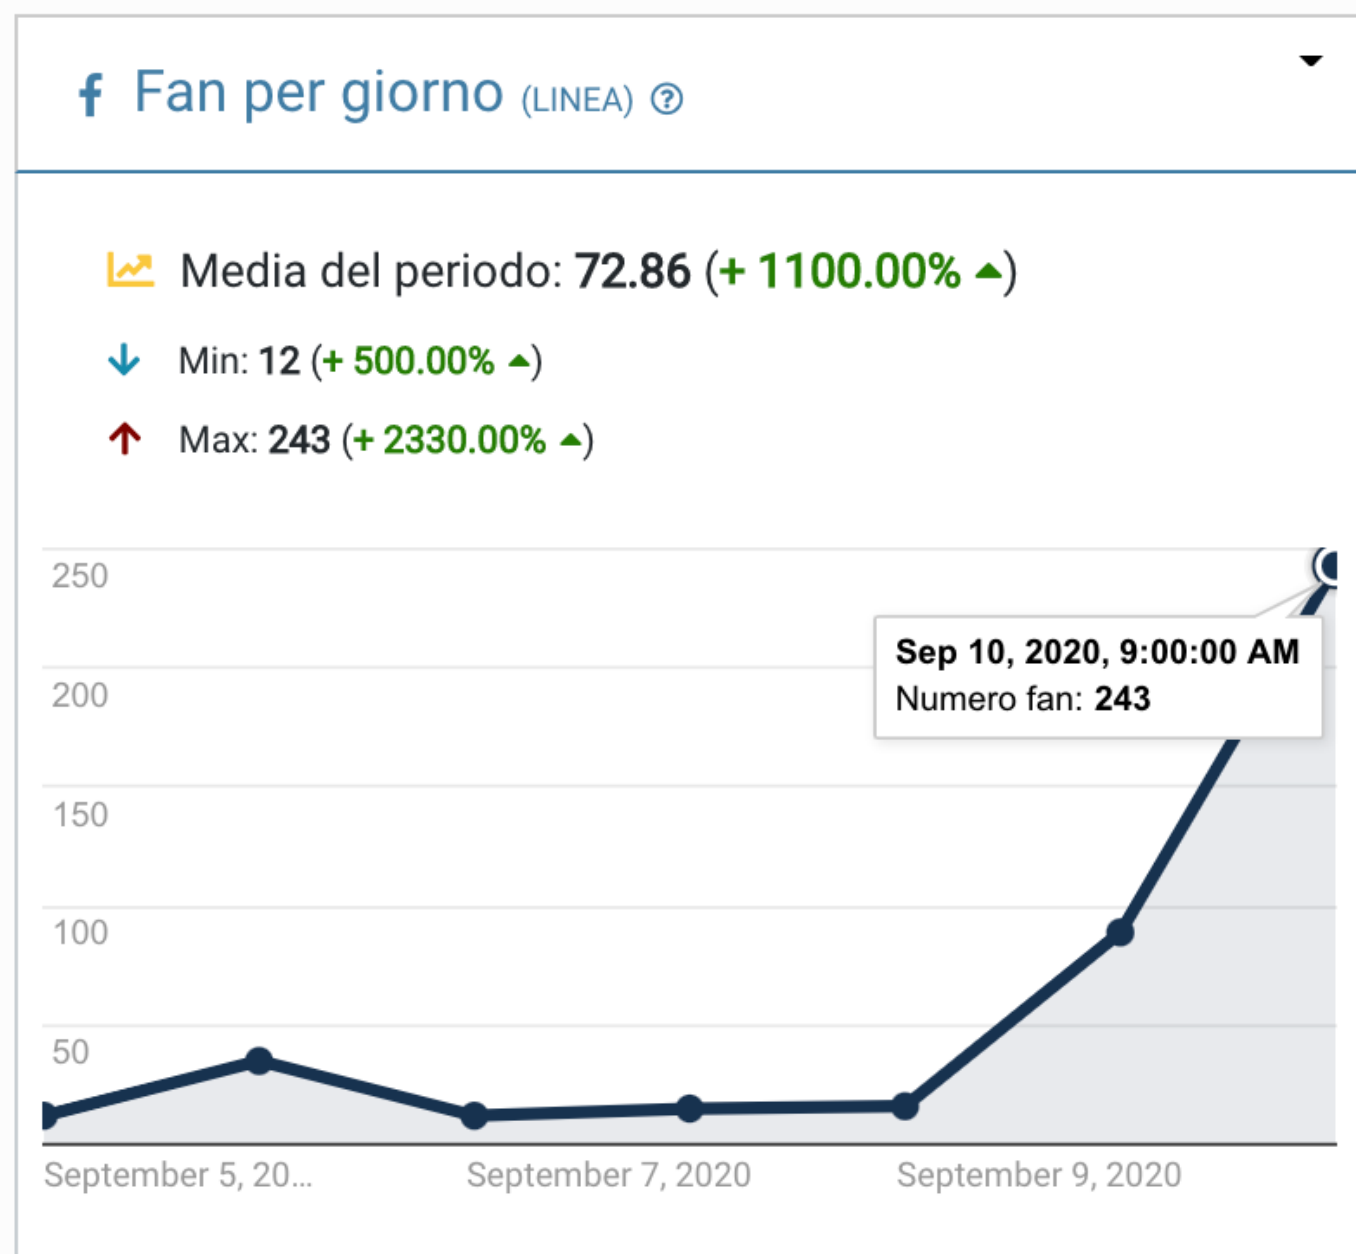 Fan per giorno (LINEA)
Media del periodo: 72.86 (+ 1100.00% ▲)
Min: 12 (+ 500.00% ▲)
Max: 243 (+ 2330.00% ▲)
250
Sep 10, 2020, 9:00:00 AM
Numero fan: 243
200
150
100
50
September 5, 20...
September 7, 2020
September 9, 2020